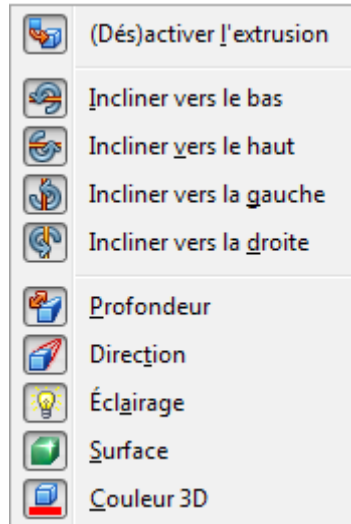 (Dés)activer l'extrusion
Incliner vers le bas
Incliner vers le haut
Incliner vers la gauche
Incliner vers la droite
Profondeur
Direction
Éclairage
Surface
Couleur 3D